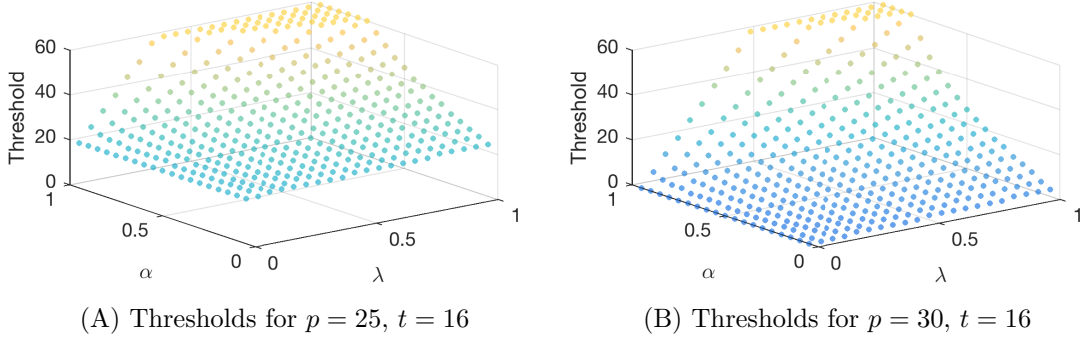 60
40
20
0
Threshold
1
0.5
0
α
0
0.5
1
λ
(A) Thresholds for p = 25, t = 16
60
40
20
0
Threshold
1
0.5
0
α
0
0.5
1
λ
(B) Thresholds for p = 30, t = 16